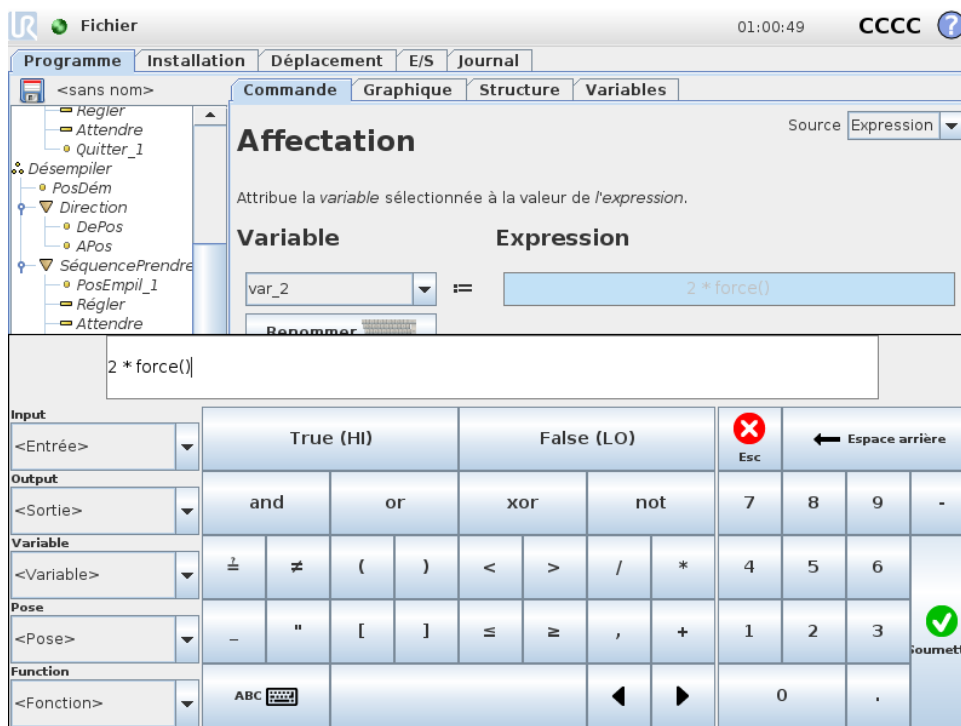 UR Fichier 01:00:49 CCCC ?
Programme Installation Déplacement E/S Journal
<sans nom> Commande Graphique Structure Variables
Régler
Attendre
Quitter_1
Désempiler
PosDém
Direction
DePos
APos
SéquencePrendre
PosEmpil_1
Régler
Attendre
Affectation
Source Expression
Attribue la variable sélectionnée à la valeur de l'expression.
Variable Expression
var_2 := 2 * force()
Renommer
2 * force()
Input
<Entrée>
Output
<Sortie>
Variable
<Variable>
Pose
<Pose>
Function
<Fonction>
True (HI) False (LO) Esc Espace arrière
and or xor not 7 8 9 -
≟ ≠ ( ) < > / * 4 5 6
_ " [ ] ≤ ≥ , + 1 2 3 Soumett
ABC 0 .